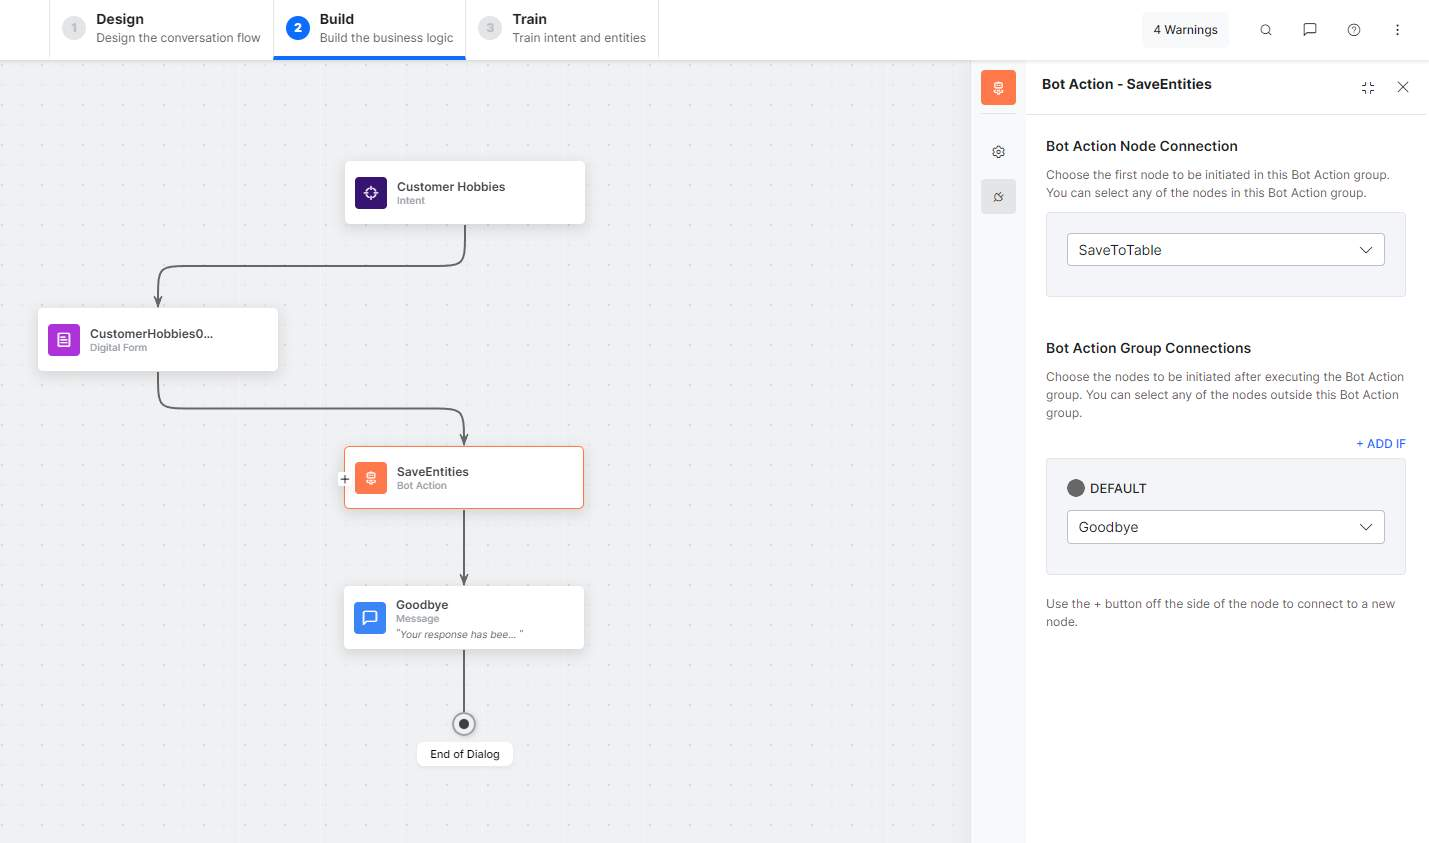 1
Design
Design the conversation flow
2
Build
Build the business logic
3
Train
Train intent and entities
4 Warnings
Customer Hobbies
Intent
CustomerHobbies0...
Digital Form
SaveEntities
Bot Action
Goodbye
Message
"Your response has bee... "
End of Dialog
Bot Action - SaveEntities
Bot Action Node Connection
Choose the first node to be initiated in this Bot Action group.
You can select any of the nodes in this Bot Action group.
SaveToTable
Bot Action Group Connections
Choose the nodes to be initiated after executing the Bot Action
group. You can select any of the nodes outside this Bot Action
group.
+ ADD IF
DEFAULT
Goodbye
Use the + button off the side of the node to connect to a new
node.